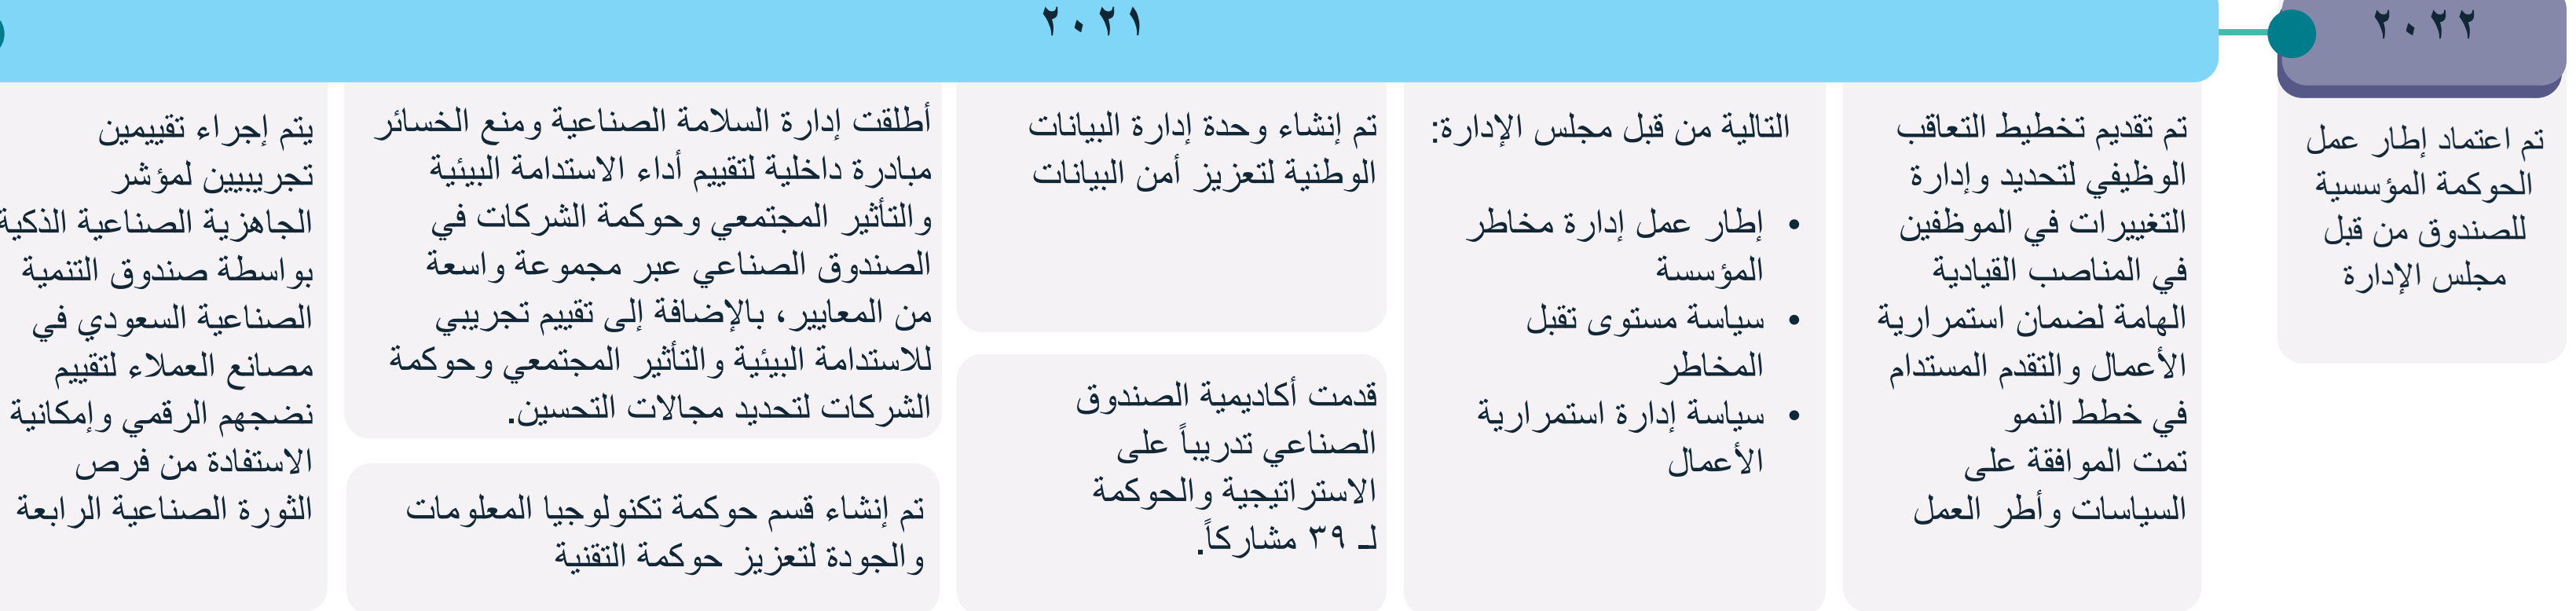 ٢٠٢٢
تم اعتماد إطار عمل
الحوكمة المؤسسية
للصندوق من قبل
مجلس الإدارة
٢٠٢١
تم تقديم تخطيط التعاقب
الوظيفي لتحديد وإدارة
التغييرات في الموظفين
في المناصب القيادية
الهامة لضمان استمرارية
الأعمال والتقدم المستدام
في خطط النمو
تمت الموافقة على
السياسات وأطر العمل
التالية من قبل مجلس الإدارة:
• إطار عمل إدارة مخاطر
المؤسسة
• سياسة مستوى تقبل
المخاطر
• سياسة إدارة استمرارية
الأعمال
تم إنشاء وحدة إدارة البيانات
الوطنية لتعزيز أمن البيانات
قدمت أكاديمية الصندوق
الصناعي تدريباً على
الاستراتيجية والحوكمة
لـ ٣٩ مشاركاً.
أطلقت إدارة السلامة الصناعية ومنع الخسائر
مبادرة داخلية لتقييم أداء الاستدامة البيئية
والتأثير المجتمعي وحوكمة الشركات في
الصندوق الصناعي عبر مجموعة واسعة
من المعايير، بالإضافة إلى تقييم تجريبي
للاستدامة البيئية والتأثير المجتمعي وحوكمة
الشركات لتحديد مجالات التحسين.
تم إنشاء قسم حوكمة تكنولوجيا المعلومات
والجودة لتعزيز حوكمة التقنية
يتم إجراء تقييمين
تجريبيين لمؤشر
الجاهزية الصناعية الذكية
بواسطة صندوق التنمية
الصناعية السعودي في
مصانع العملاء لتقييم
نضجهم الرقمي وإمكانية
الاستفادة من فرص
الثورة الصناعية الرابعة